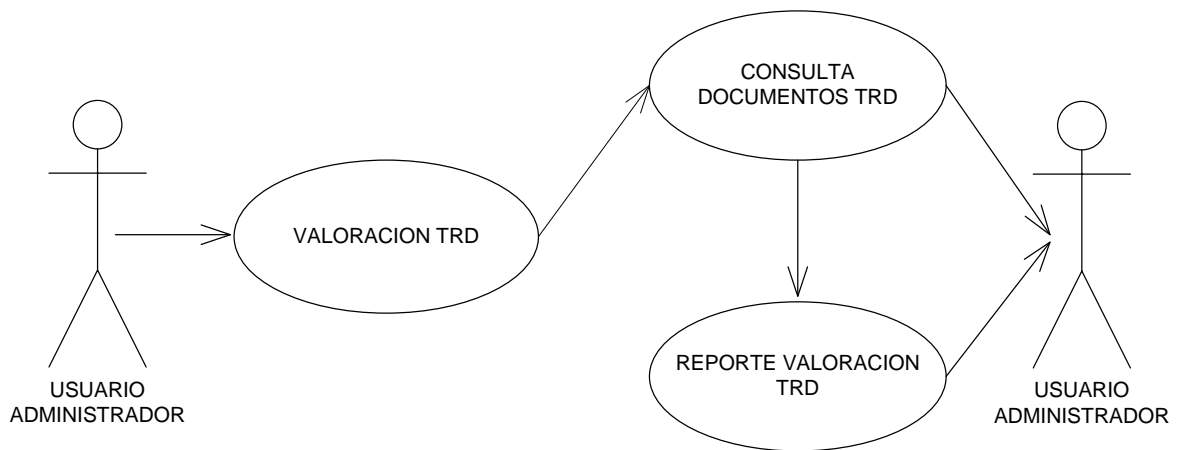 CONSULTA
DOCUMENTOS TRD
VALORACION TRD
REPORTE VALORACION
TRD
USUARIO
ADMINISTRADOR
USUARIO
ADMINISTRADOR